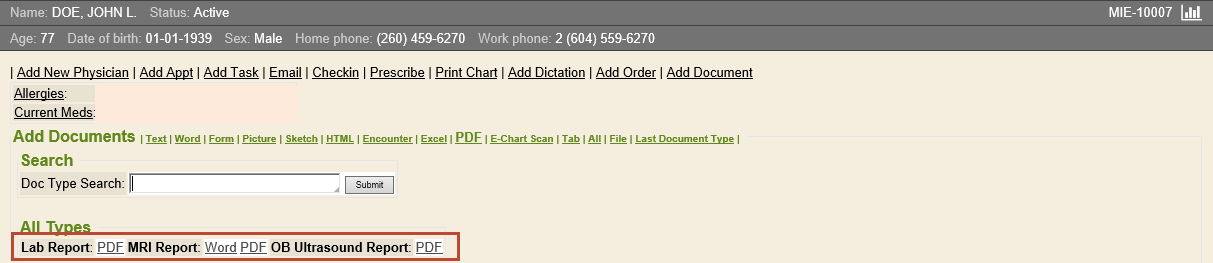 Name: DOE, JOHN L. Status: Active MIE-10007
Age: 77 Date of birth: 01-01-1939 Sex: Male Home phone: (260) 459-6270 Work phone: 2 (604) 559-6270
| Add New Physician | Add Appt | Add Task | Email | Checkin | Prescribe | Print Chart | Add Dictation | Add Order | Add Document
Allergies:
Current Meds:
Add Documents | Text | Word | Form | Picture | Sketch | HTML | Encounter | Excel | PDF | E-Chart Scan | Tab | All | File | Last Document Type |
Search
Doc Type Search: Submit
All Types
Lab Report: PDF MRI Report: Word PDF OB Ultrasound Report: PDF